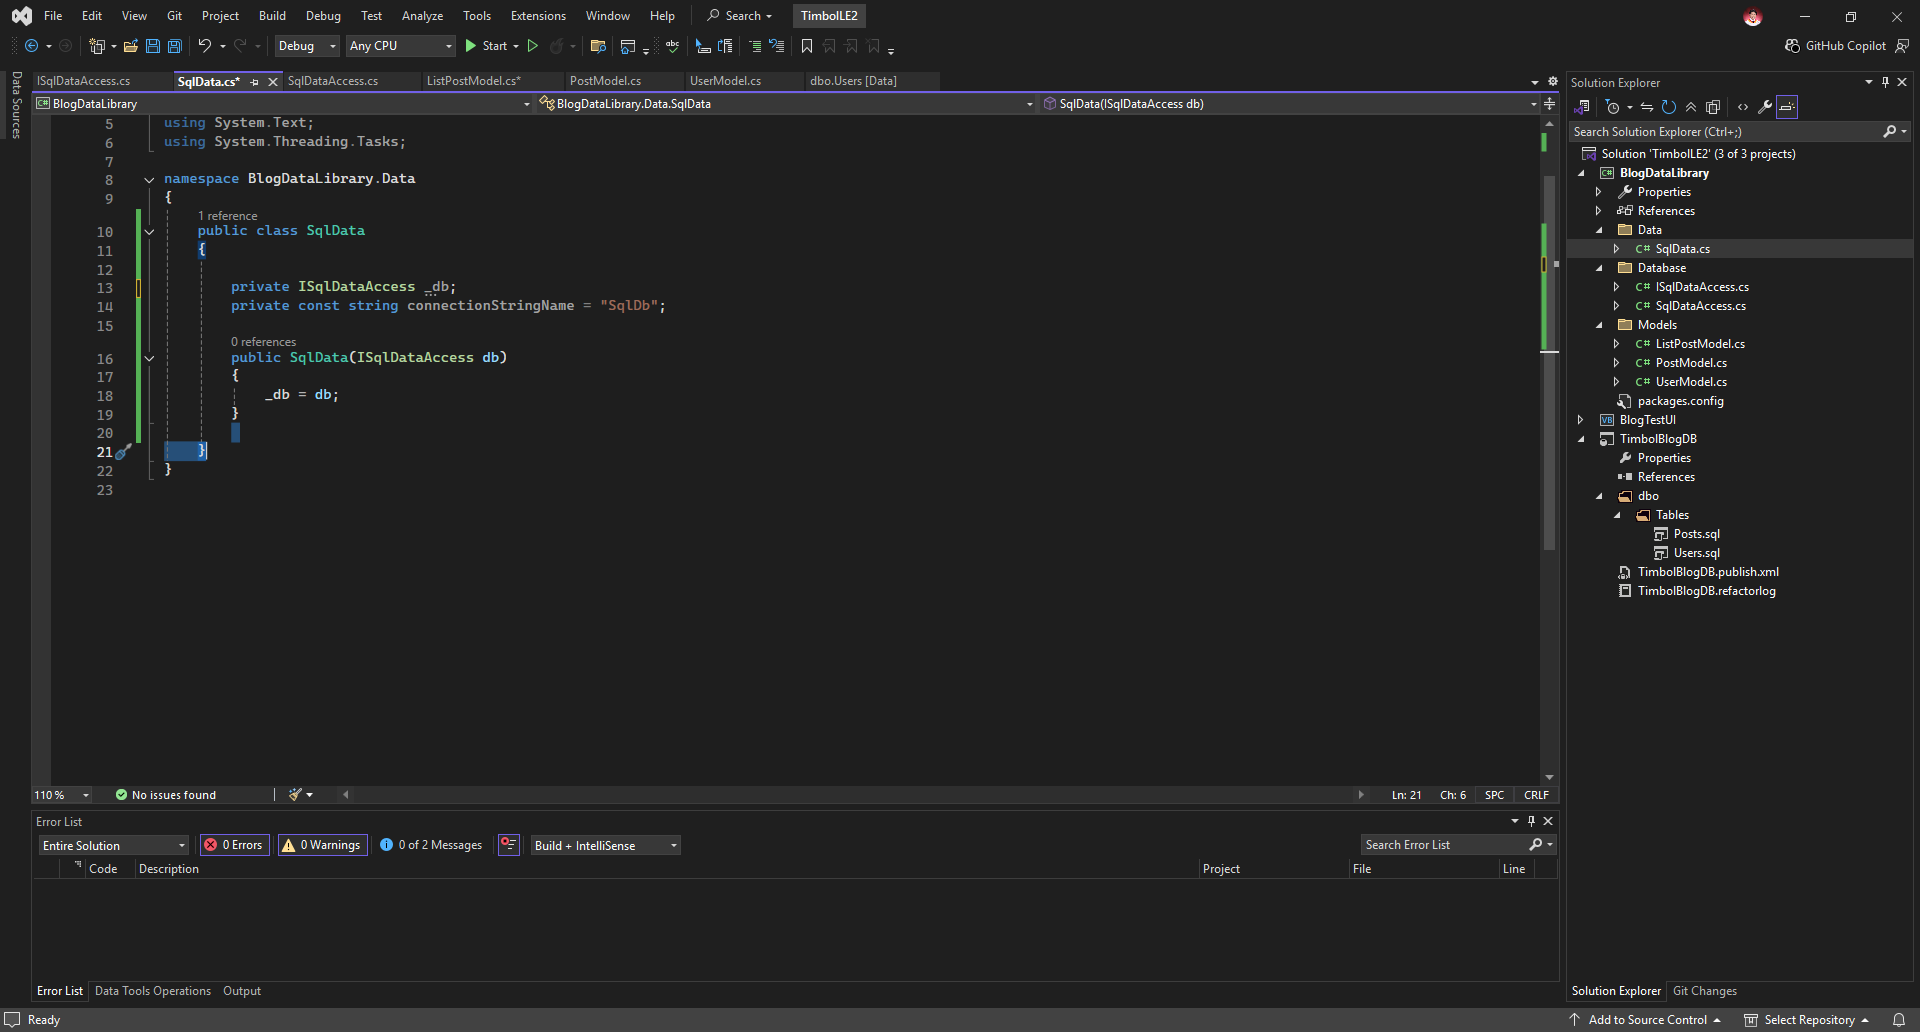 File Edit View Git Project Build Debug Test Analyze Tools Extensions Window Help Search TimbolLE2
Debug Any CPU Start GitHub Copilot
Data Sources
ISqlDataAccess.cs SqlData.cs* SqlDataAccess.cs ListPostModel.cs* PostModel.cs UserModel.cs dbo.Users [Data]
BlogDataLibrary BlogDataLibrary.Data.SqlData SqlData(ISqlDataAccess db)
5 using System.Text;
6 using System.Threading.Tasks;
7
8 namespace BlogDataLibrary.Data
9 {
1 reference
10 public class SqlData
11 {
12
13 private ISqlDataAccess _db;
14 private const string connectionStringName = "SqlDb";
15
0 references
16 public SqlData(ISqlDataAccess db)
17 {
18 _db = db;
19 }
20
21 }
22 }
23
110 % No issues found Ln: 21 Ch: 6 SPC CRLF
Error List
Entire Solution 0 Errors 0 Warnings 0 of 2 Messages Build + IntelliSense Search Error List
Code Description Project File Line
Error List Data Tools Operations Output
Solution Explorer
Search Solution Explorer (Ctrl+;)
Solution 'TimbolLE2' (3 of 3 projects)
BlogDataLibrary
Properties
References
Data
C# SqlData.cs
Database
C# ISqlDataAccess.cs
C# SqlDataAccess.cs
Models
C# ListPostModel.cs
C# PostModel.cs
C# UserModel.cs
packages.config
BlogTestUI
TimbolBlogDB
Properties
References
dbo
Tables
Posts.sql
Users.sql
TimbolBlogDB.publish.xml
TimbolBlogDB.refactorlog
Solution Explorer Git Changes
Ready Add to Source Control Select Repository